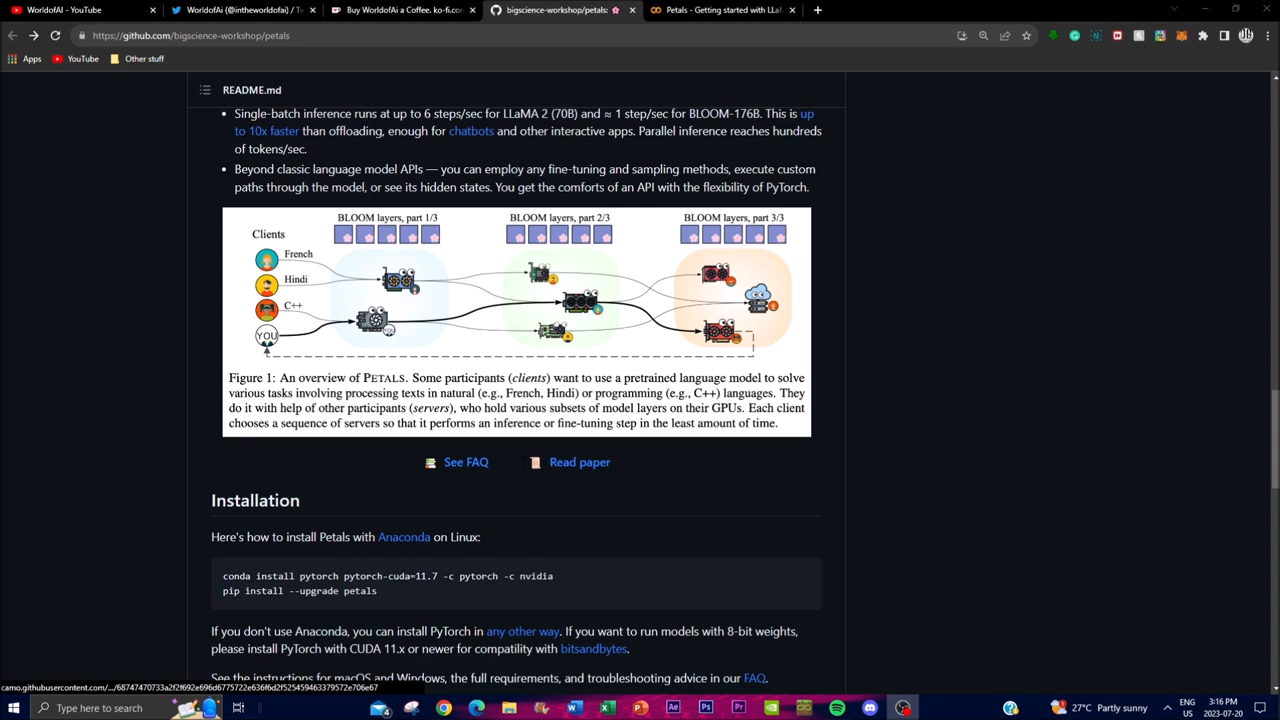 WorldofAI - YouTube
WorldofAi (@intheworldofai) / Tw
Buy WorldofAi a Coffee. ko-fi.com
bigscience-workshop/petals: 🌸
Petals - Getting started with LLaM
https://github.com/bigscience-workshop/petals
Apps
YouTube
Other stuff
README.md
Single-batch inference runs at up to 6 steps/sec for LLaMA 2 (70B) and ≈ 1 step/sec for BLOOM-176B. This is up
to 10x faster than offloading, enough for chatbots and other interactive apps. Parallel inference reaches hundreds
of tokens/sec.
Beyond classic language model APIs — you can employ any fine-tuning and sampling methods, execute custom
paths through the model, or see its hidden states. You get the comforts of an API with the flexibility of PyTorch.
BLOOM layers, part 1/3
BLOOM layers, part 2/3
BLOOM layers, part 3/3
Clients
French
Hindi
C++
YOU
YOU
Figure 1: An overview of PETALS. Some participants (clients) want to use a pretrained language model to solve
various tasks involving processing texts in natural (e.g., French, Hindi) or programming (e.g., C++) languages. They
do it with help of other participants (servers), who hold various subsets of model layers on their GPUs. Each client
chooses a sequence of servers so that it performs an inference or fine-tuning step in the least amount of time.
See FAQ
Read paper
Installation
Here's how to install Petals with Anaconda on Linux:
conda install pytorch pytorch-cuda=11.7 -c pytorch -c nvidia
pip install --upgrade petals
If you don't use Anaconda, you can install PyTorch in any other way. If you want to run models with 8-bit weights,
please install PyTorch with CUDA 11.x or newer for compatility with bitsandbytes.
See the instructions for macOS and Windows, the full requirements, and troubleshooting advice in our FAQ.
camo.githubusercontent.com/.../68747470733a2f2f692e696d6775722e636f6d2f525459463379572e706e67
Type here to search
4
27°C Partly sunny
ENG
US
3:16 PM
2023-07-20